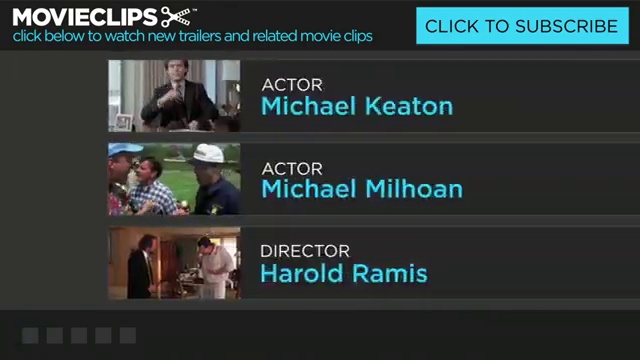 MOVIECLIPS™
click below to watch new trailers and related movie clips
CLICK TO SUBSCRIBE
ACTOR
Michael Keaton
ACTOR
Michael Milhoan
DIRECTOR
Harold Ramis